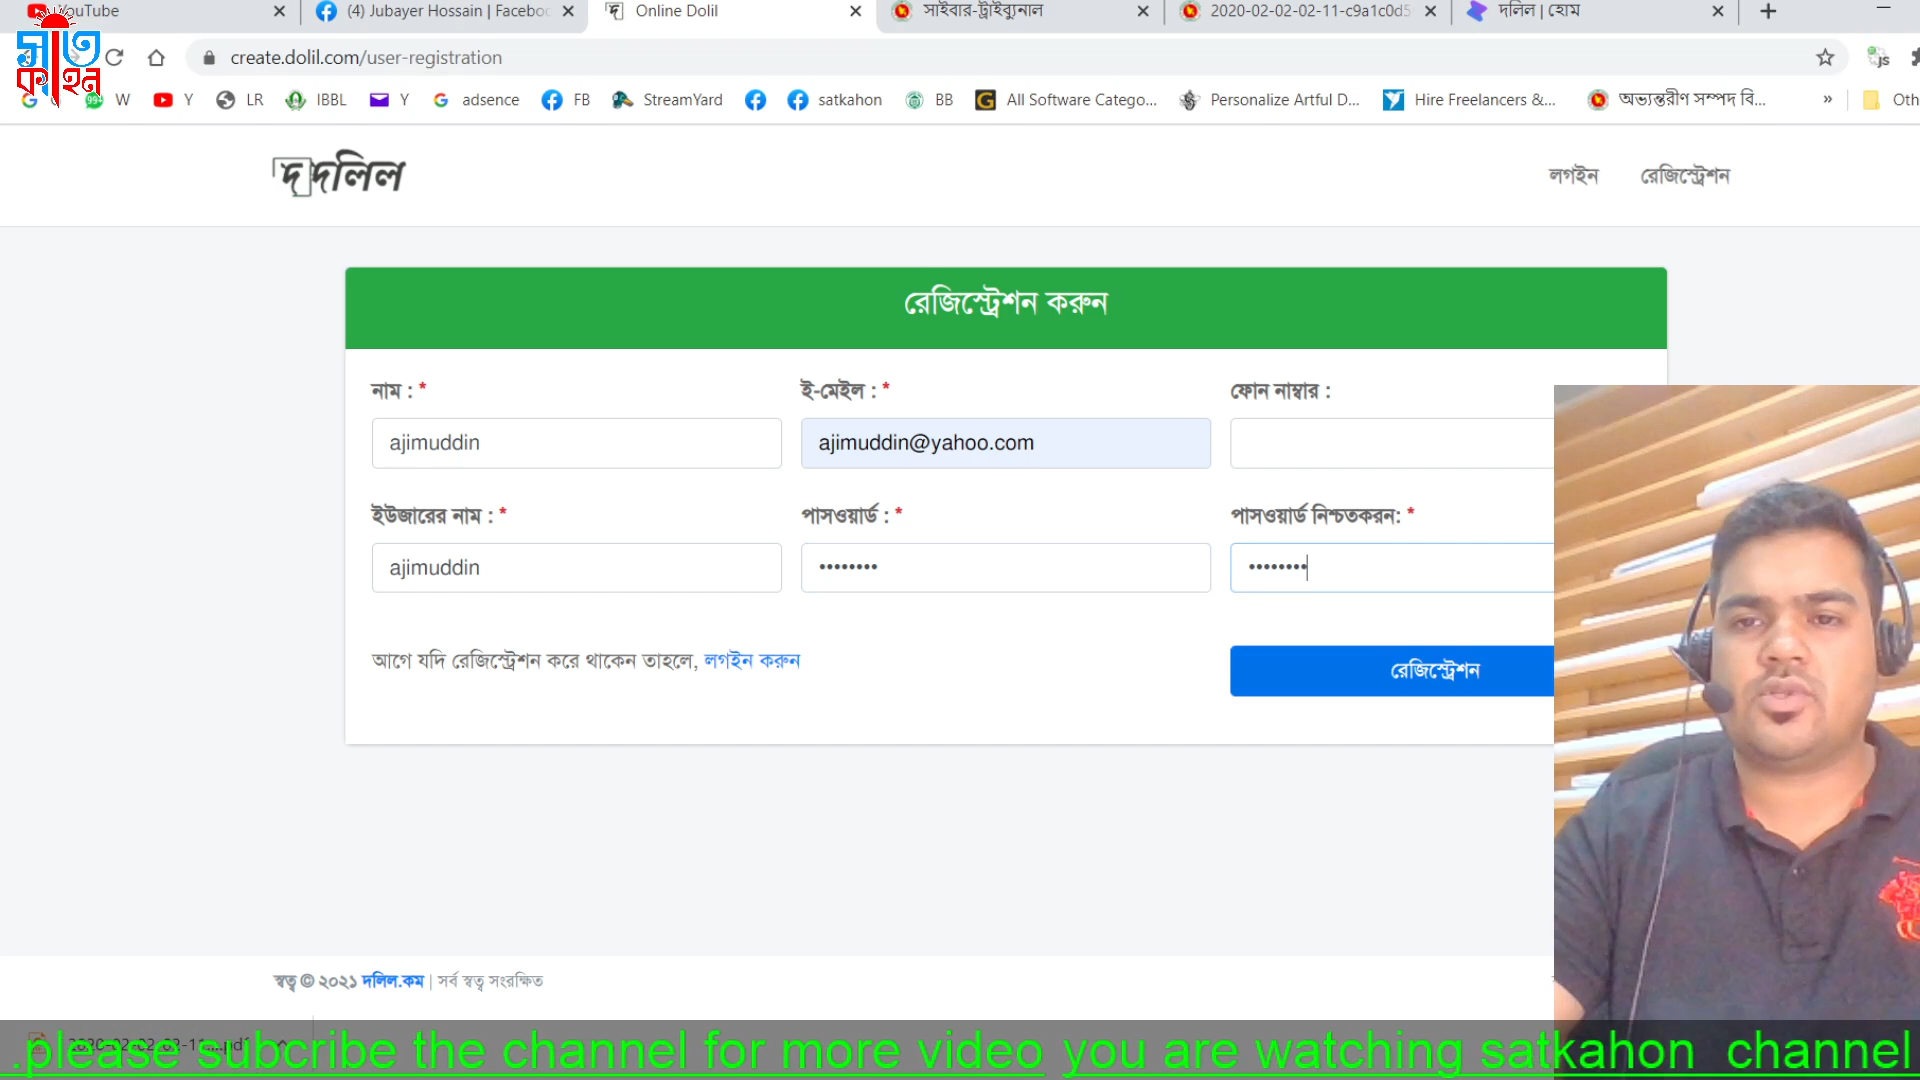 YouTube
(4) Jubayer Hossain | Facebo
Online Dolil
সাইবার-ট্রাইব্যুনাল
2020-02-02-02-11-c9a1c0d5
দলিল | হোম
সাত
কাহন
create.dolil.com/user-registration
W
Y
LR
IBBL
Y
adsence
FB
StreamYard
satkahon
BB
All Software Catego...
Personalize Artful D...
Hire Freelancers &...
অভ্যন্তরীণ সম্পদ বি...
»
Oth
দ দলিল
লগইন
রেজিস্ট্রেশন
রেজিস্ট্রেশন করুন
নাম : *
ই-মেইল : *
ফোন নাম্বার :
ajimuddin
ajimuddin@yahoo.com
ইউজারের নাম : *
পাসওয়ার্ড : *
পাসওয়ার্ড নিশ্চতকরন: *
ajimuddin
••••••••
••••••••
আগে যদি রেজিস্ট্রেশন করে থাকেন তাহলে, লগইন করুন
রেজিস্ট্রেশন
স্বত্ব © ২০২১ দলিল.কম | সর্ব স্বত্ব সংরক্ষিত
.please subcribe the channel for more video you are watching satkahon channel